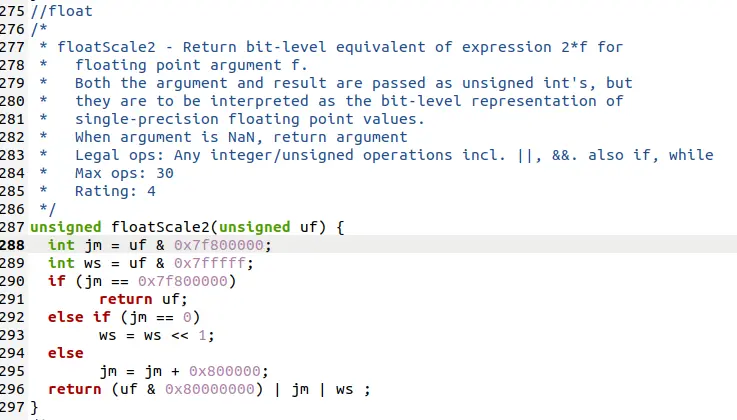 275 //float
276 /*
277  * floatScale2 - Return bit-level equivalent of expression 2*f for
278  *   floating point argument f.
279  *   Both the argument and result are passed as unsigned int's, but
280  *   they are to be interpreted as the bit-level representation of
281  *   single-precision floating point values.
282  *   When argument is NaN, return argument
283  *   Legal ops: Any integer/unsigned operations incl. ||, &&. also if, while
284  *   Max ops: 30
285  *   Rating: 4
286  */
287 unsigned floatScale2(unsigned uf) {
288   int jm = uf & 0x7f800000;
289   int ws = uf & 0x7fffff;
290   if (jm == 0x7f800000)
291         return uf;
292   else if (jm == 0)
293         ws = ws << 1;
294   else
295         jm = jm + 0x800000;
296   return (uf & 0x80000000) | jm | ws ;
297 }